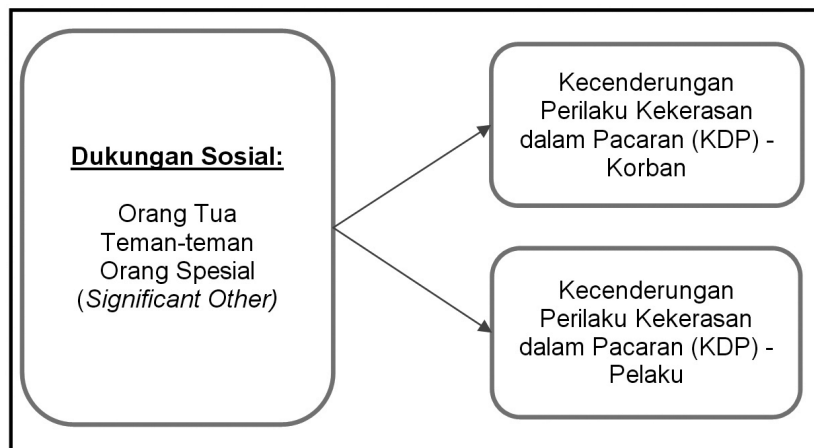 Dukungan Sosial:
Orang Tua
Teman-teman
Orang Spesial
(Significant Other)
Kecenderungan
Perilaku Kekerasan
dalam Pacaran (KDP) -
Korban
Kecenderungan
Perilaku Kekerasan
dalam Pacaran (KDP) -
Pelaku